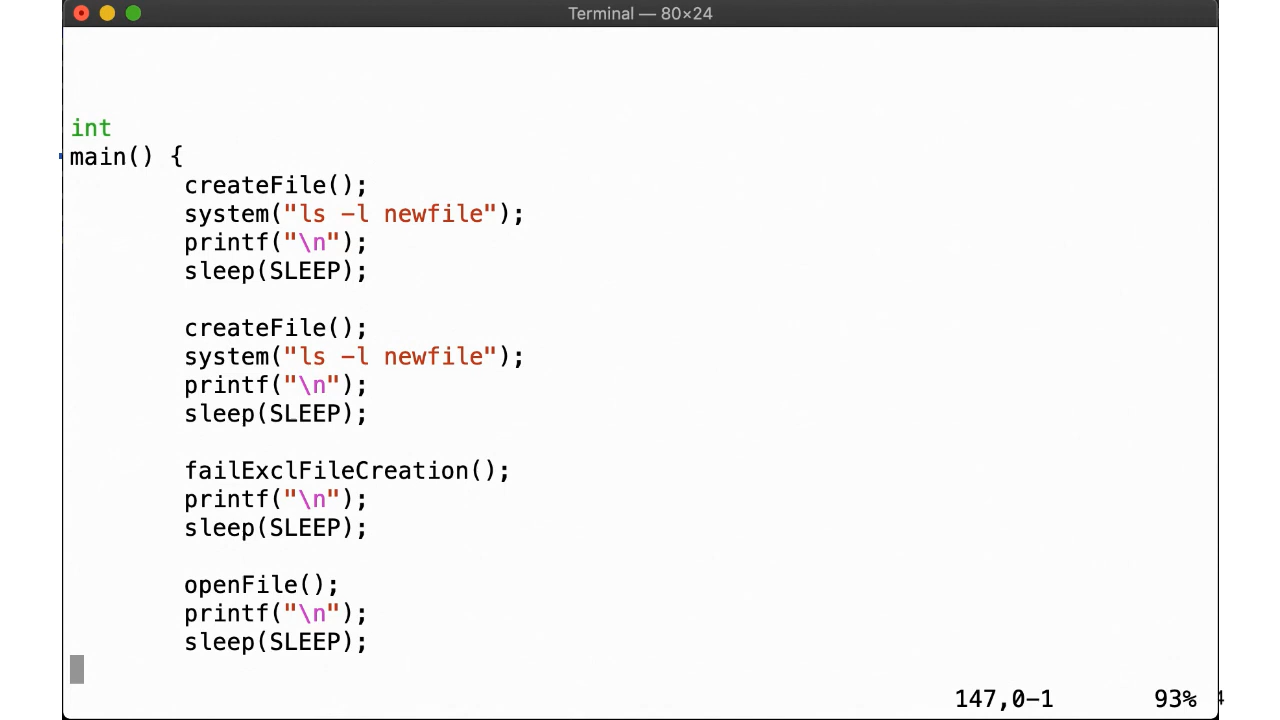 Terminal — 80×24
int
main() {
createFile();
system("ls -l newfile");
printf("\n");
sleep(SLEEP);
createFile();
system("ls -l newfile");
printf("\n");
sleep(SLEEP);
failExclFileCreation();
printf("\n");
sleep(SLEEP);
openFile();
printf("\n");
sleep(SLEEP);
147,0-1 93%